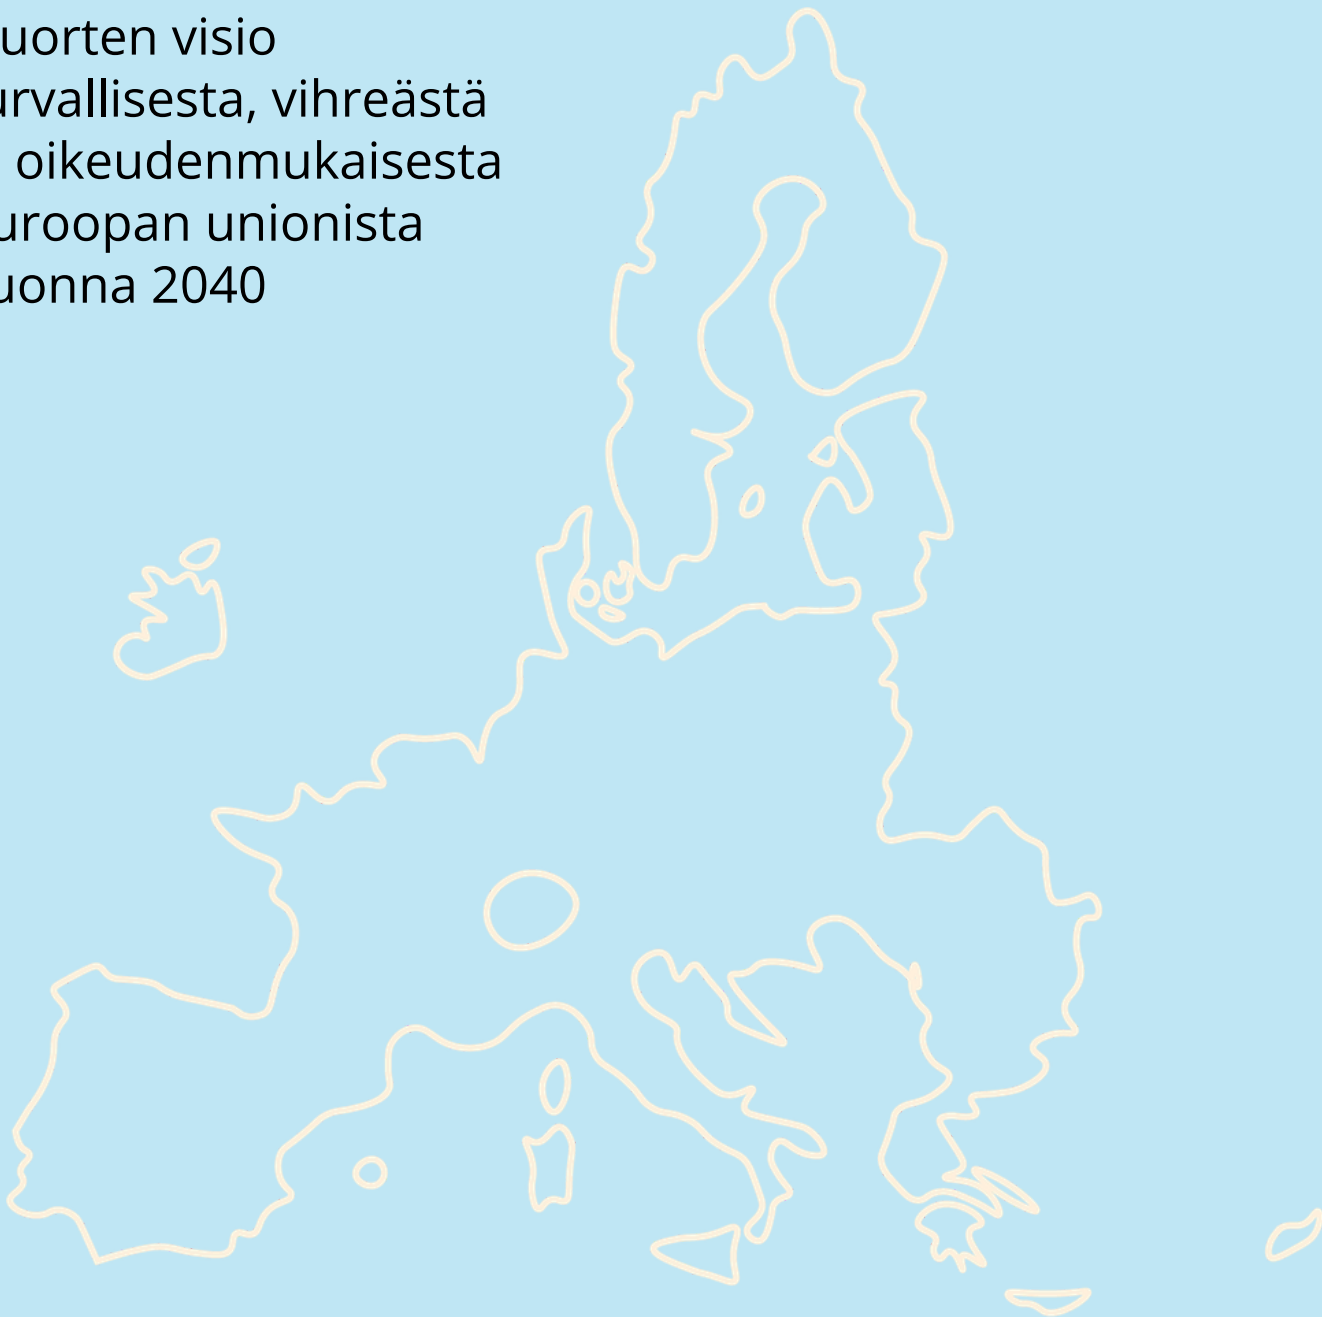 uorten visio
urvallisesta, vihreästä
oikeudenmukaisesta
uroopan unionista
uonna 2040